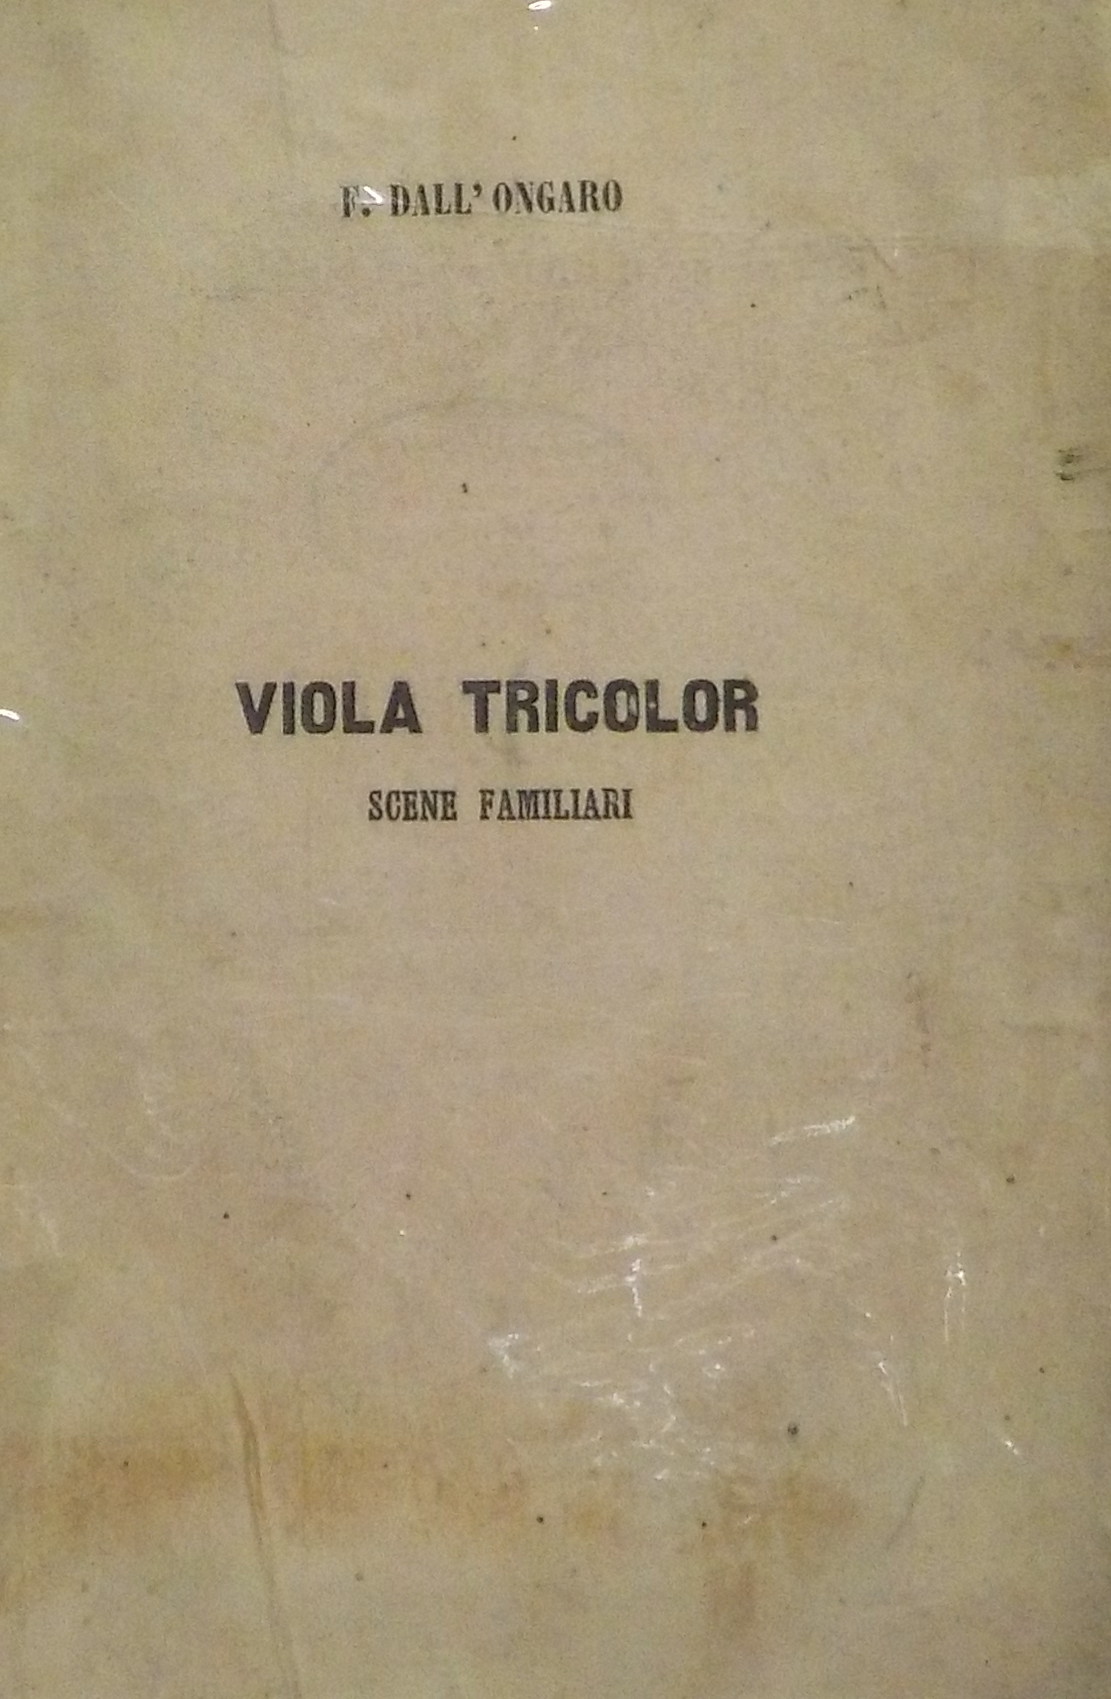 F. DALL' ONGARO
VIOLA TRICOLOR
SCENE FAMILIARI